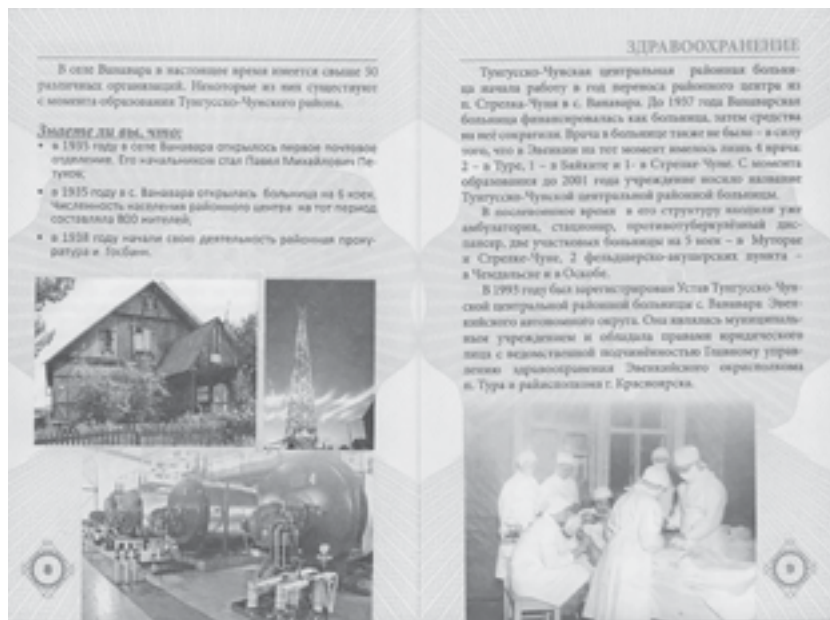 В селе Ванавара в настоящее время имеется свыше 50
различных организаций. Некоторые из них существуют
с момента образования Тунгусско-Чунского района.
Знаете ли вы, что:
• в 1935 году в селе Ванавара открылось первое почтовое
отделение. Его начальником стал Павел Михайлович Пе-
тухов;
• в 1935 году в с. Ванавара открылась больница на 6 коек.
Численность населения районного центра на тот период
составляла 800 жителей;
• в 1938 году начали свою деятельность районная проку-
ратура и Госбанк.
8
ЗДРАВООХРАНЕНИЕ
Тунгусско-Чунская центральная районная больни-
ца начала работу в год переноса районного центра из
п. Стрелка-Чуня в с. Ванавара. До 1937 года Ванаварская
больница финансировалась как больница, затем средства
на неё сократили. Врача в больнице также не было – в силу
того, что в Эвенкии на тот момент имелось лишь 4 врача:
2 – в Туре, 1 – в Байките и 1- в Стрелке-Чуне. С момента
образования до 2001 года учреждение носило название
Тунгусско-Чунской центральной районной больницы.
В послевоенное время в его структуру входили уже
амбулатория, стационар, противотуберкулёзный дис-
пансер, две участковых больницы на 5 коек – в Муторае
и Стрелке-Чуне, 2 фельдшерско-акушерских пункта –
в Чемдальске и в Оскобе.
В 1993 году был зарегистрирован Устав Тунгусско-Чун-
ской центральной районной больницы с. Ванавара Эвен-
кийского автономного округа. Она являлась муниципаль-
ным учреждением и обладала правами юридического
лица с ведомственной подчинённостью Главному управ-
лению здравоохранения Эвенкийского окрисполкома
п. Тура и райисполкома г. Красноярска.
9